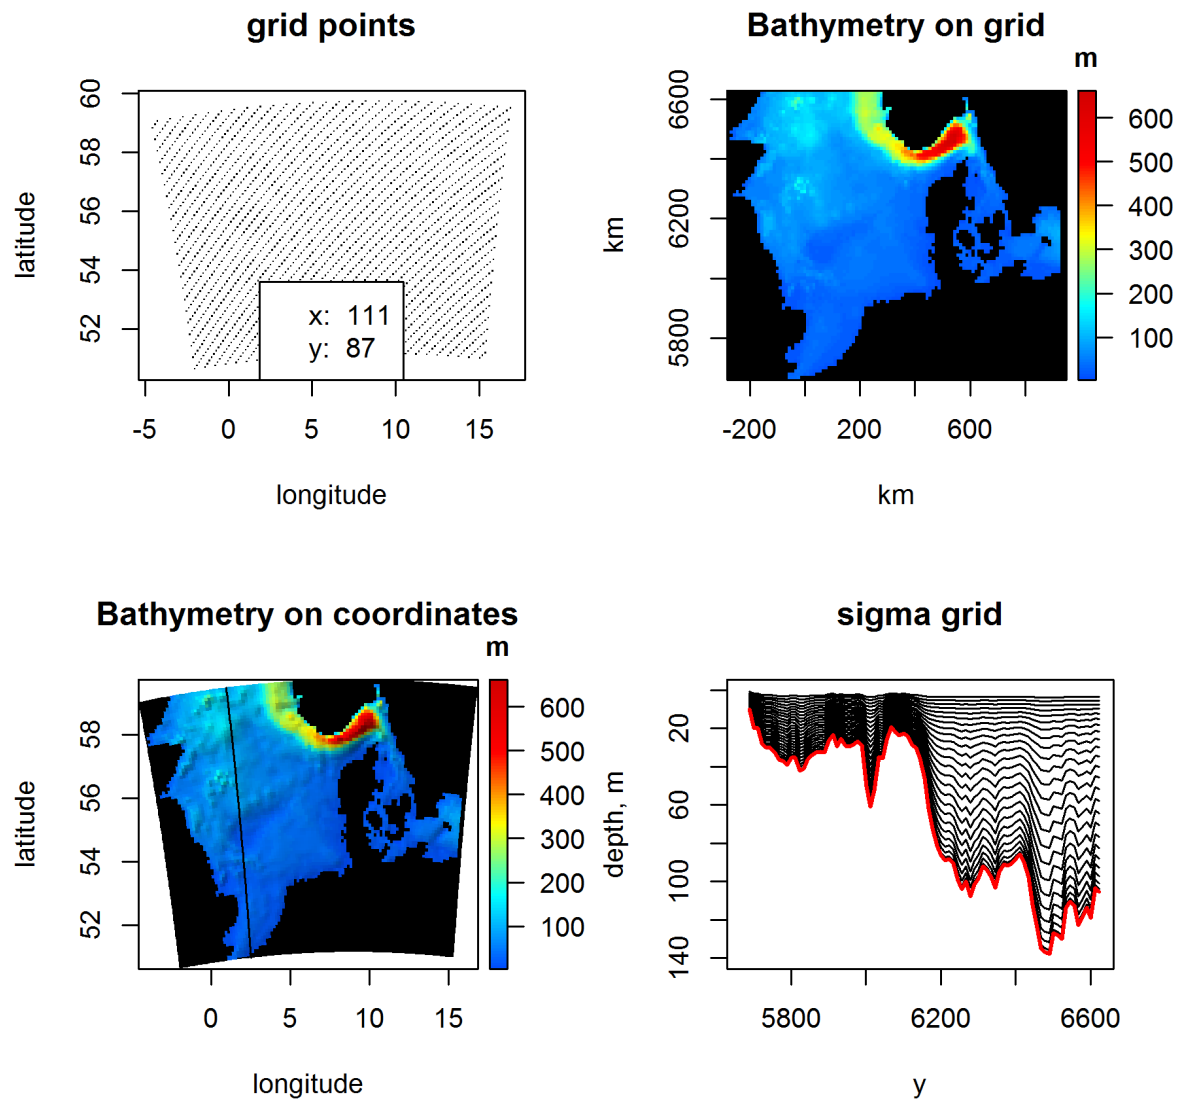 grid points
60
58
56
54
52
latitude
x: 111
y: 87
-5 0 5 10 15
longitude
Bathymetry on grid
m
6600
6200
5800
km
600
500
400
300
200
100
-200 200 600
km
Bathymetry on coordinates
m
58
56
54
52
latitude
600
500
400
300
200
100
0 5 10 15
longitude
sigma grid
20
60
100
140
depth, m
5800 6200 6600
y